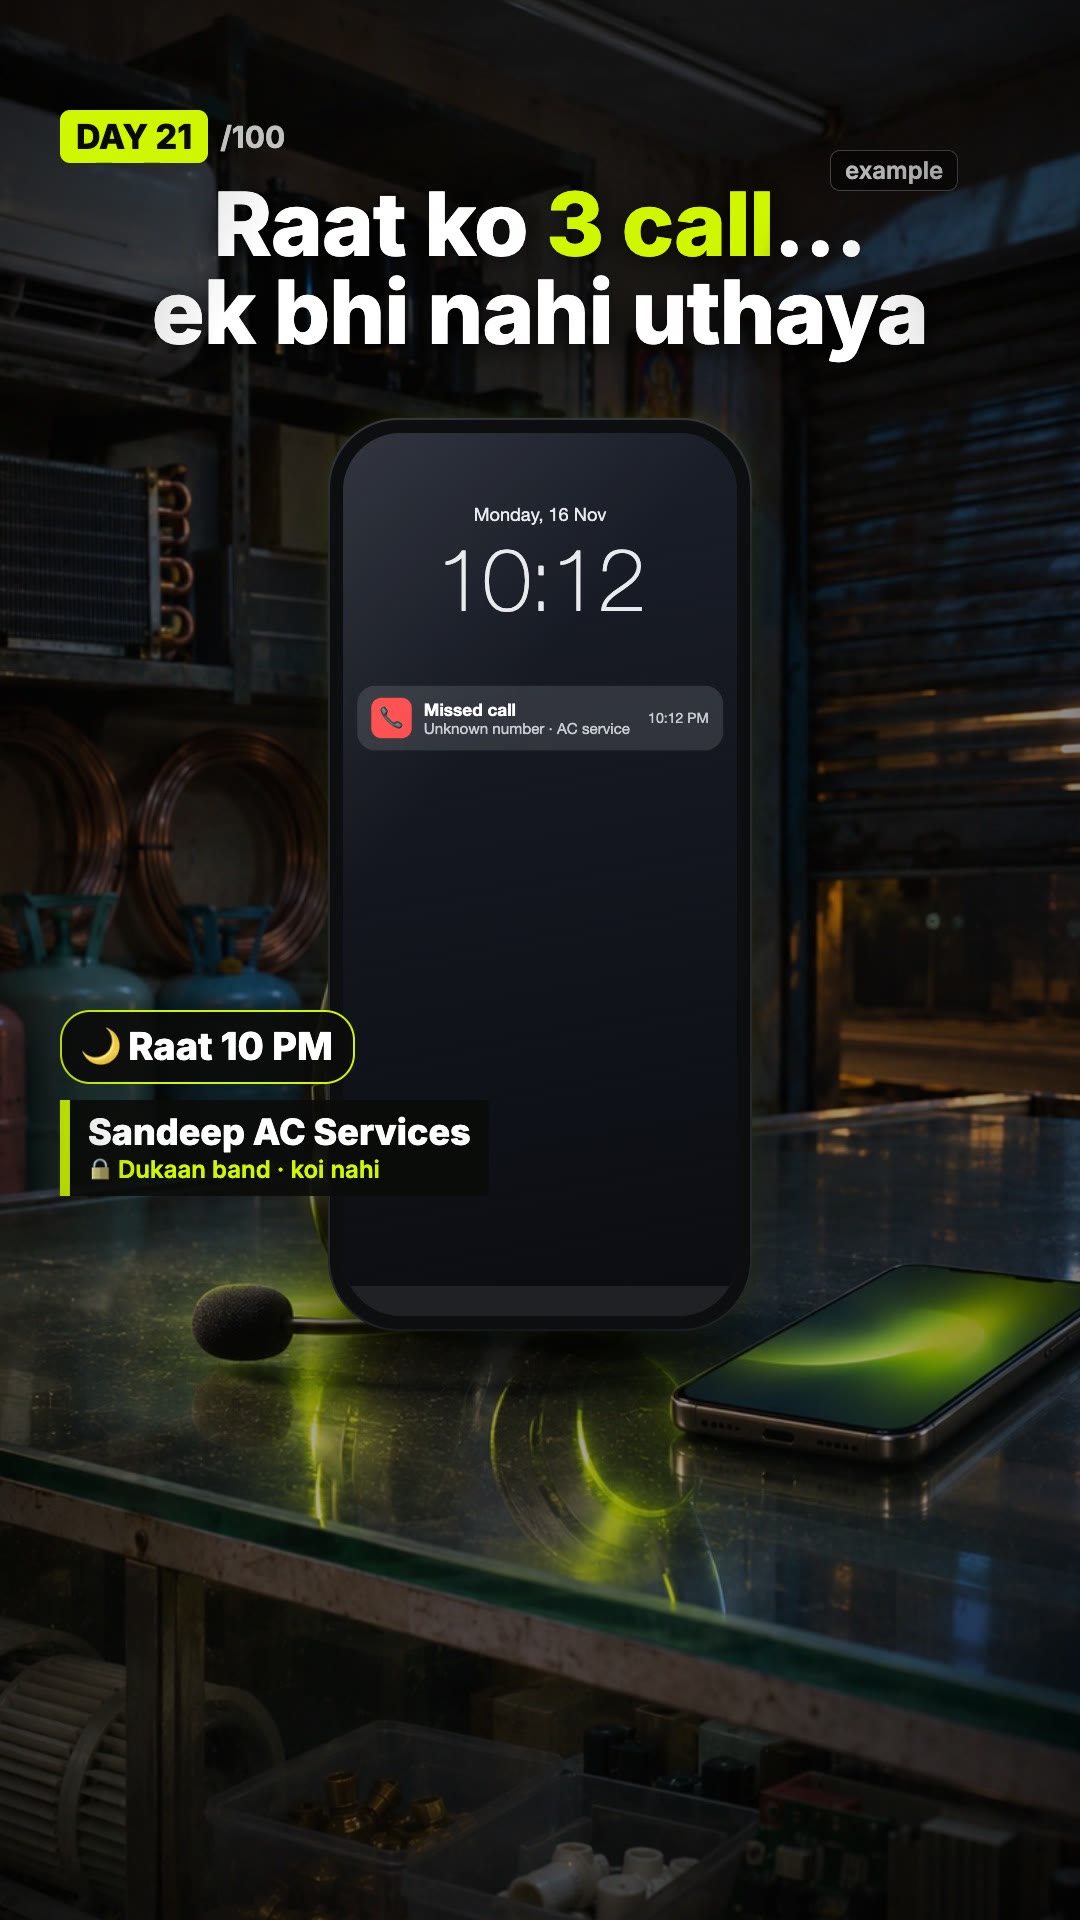 DAY 21 /100
example
Raat ko 3 call...
ek bhi nahi uthaya
Monday, 16 Nov
10:12
Missed call
Unknown number · AC service
10:12 PM
🌙 Raat 10 PM
Sandeep AC Services
🔒 Dukaan band · koi nahi